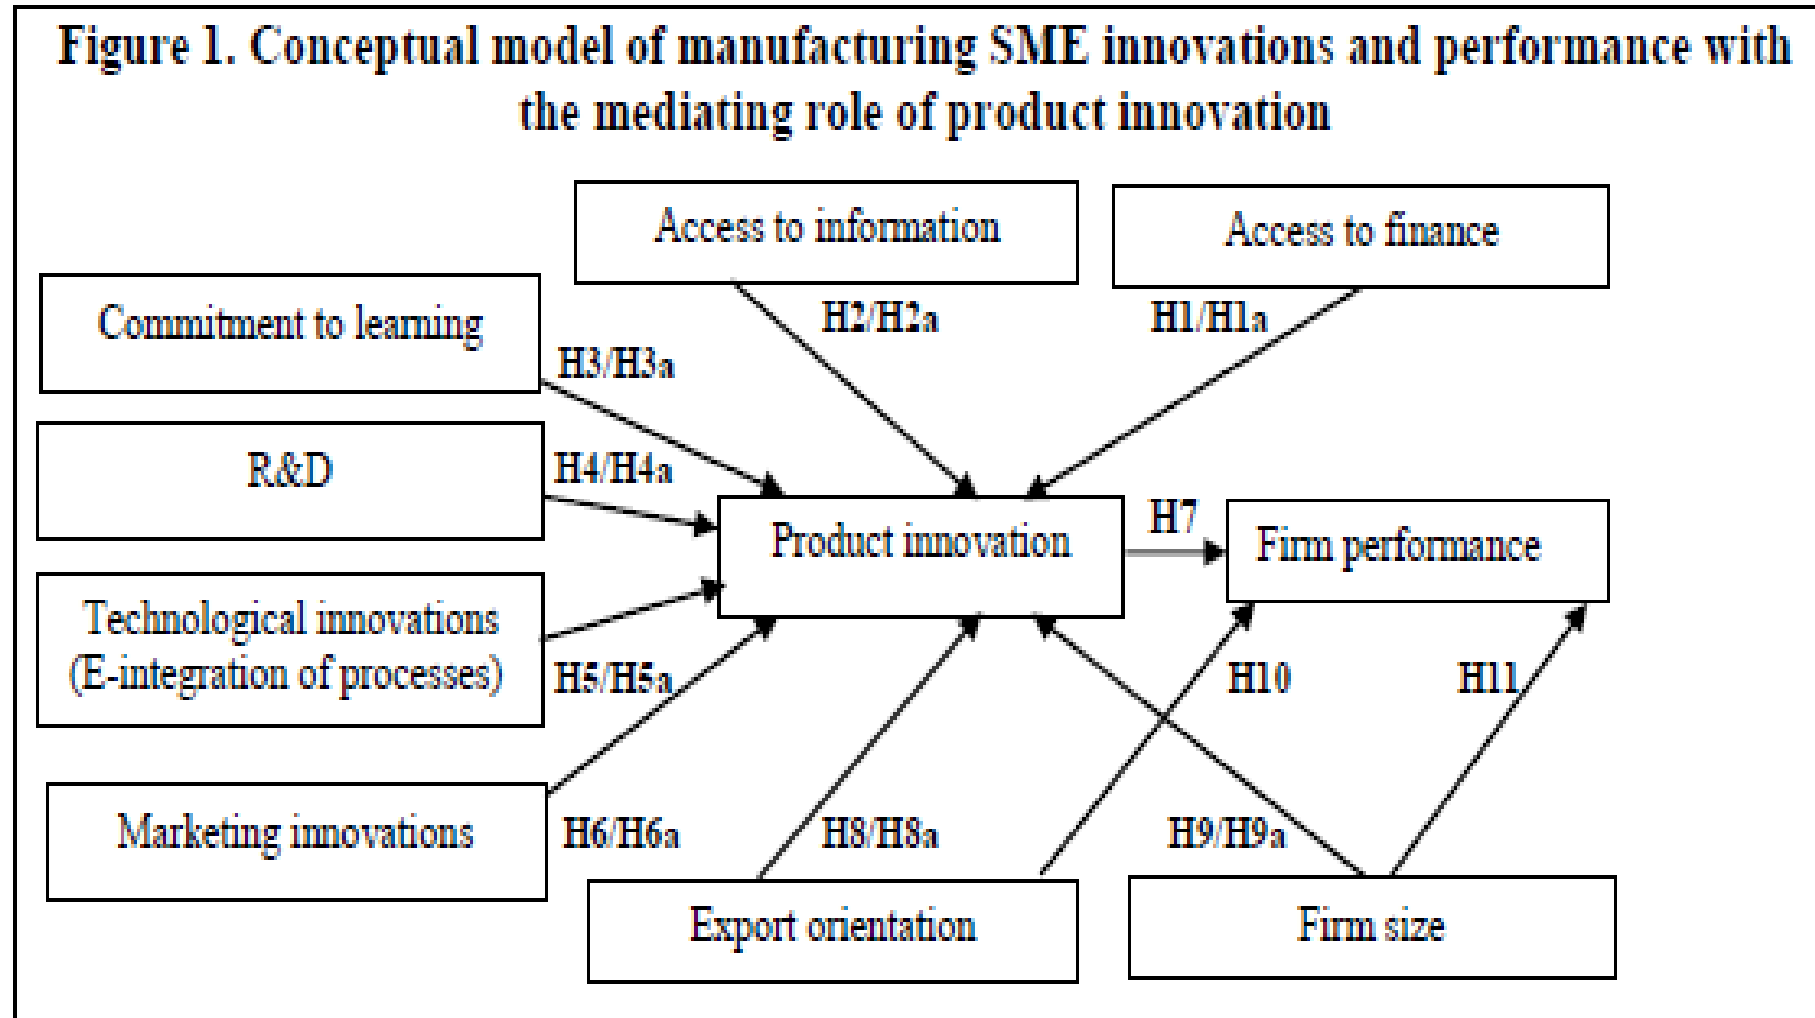 Figure 1. Conceptual model of manufacturing SME innovations and performance with
the mediating role of product innovation
Access to information
Access to finance
Commitment to learning
H2/H2a
H1/H1a
H3/H3a
R&D
H4/H4a
Product innovation
H7
Firm performance
Technological innovations
(E-integration of processes)
H5/H5a
H10
H11
Marketing innovations
H6/H6a
H8/H8a
H9/H9a
Export orientation
Firm size